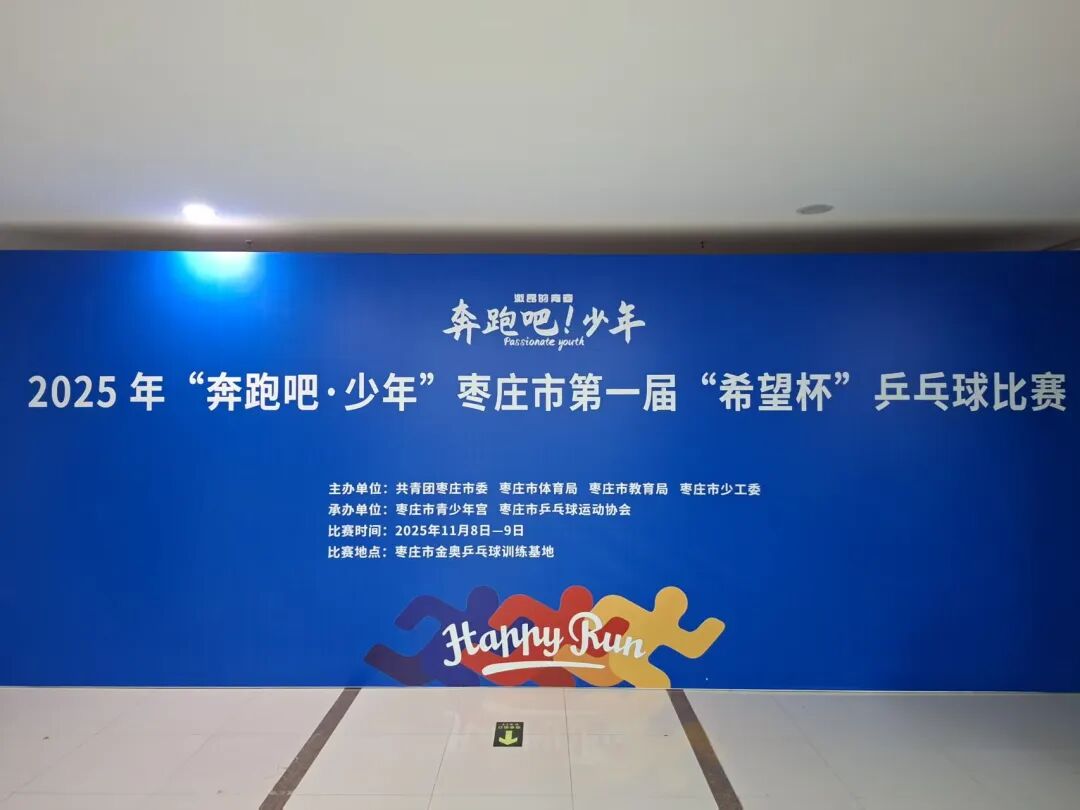 激昂的青春
奔跑吧!少年
Passionate youth
2025年“奔跑吧·少年”枣庄市第一届“希望杯”乒乓球比赛
主办单位:共青团枣庄市委 枣庄市体育局 枣庄市教育局 枣庄市少工委
承办单位:枣庄市青少年宫 枣庄市乒乓球运动协会
比赛时间:2025年11月8日—9日
比赛地点:枣庄市金奥乒乓球训练基地
Happy Run